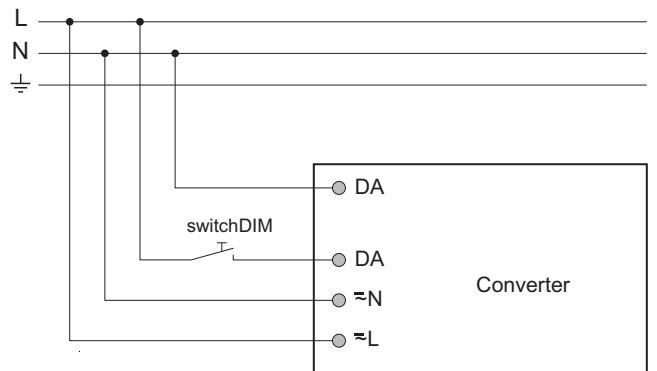 L
N
DA
switchDIM
DA
Converter
≂N
≂L